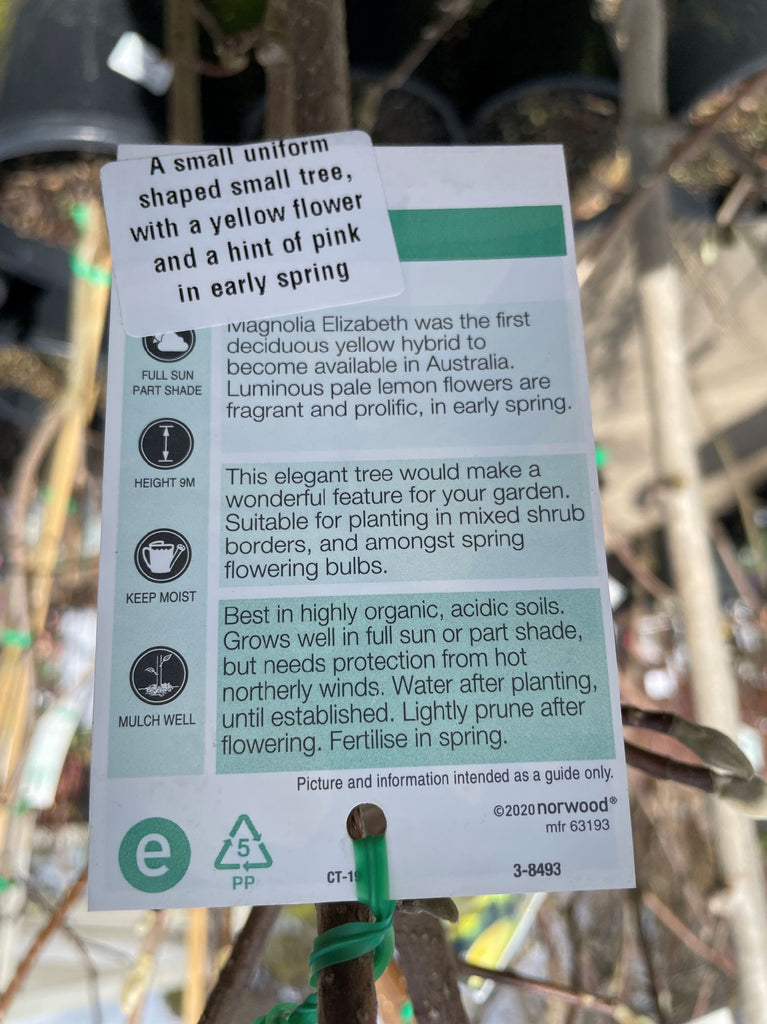 A small uniform
shaped small tree,
with a yellow flower
and a hint of pink
in early spring
Magnolia Elizabeth was the first
deciduous yellow hybrid to
become available in Australia.
Luminous pale lemon flowers are
fragrant and prolific, in early spring.
FULL SUN
PART SHADE
HEIGHT 9M
This elegant tree would make a
wonderful feature for your garden.
Suitable for planting in mixed shrub
borders, and amongst spring
flowering bulbs.
KEEP MOIST
Best in highly organic, acidic soils.
Grows well in full sun or part shade,
but needs protection from hot
northerly winds. Water after planting,
until established. Lightly prune after
flowering. Fertilise in spring.
MULCH WELL
Picture and information intended as a guide only.
©2020 norwood®
mfr 63193
e
5
PP
CT-19
3-8493